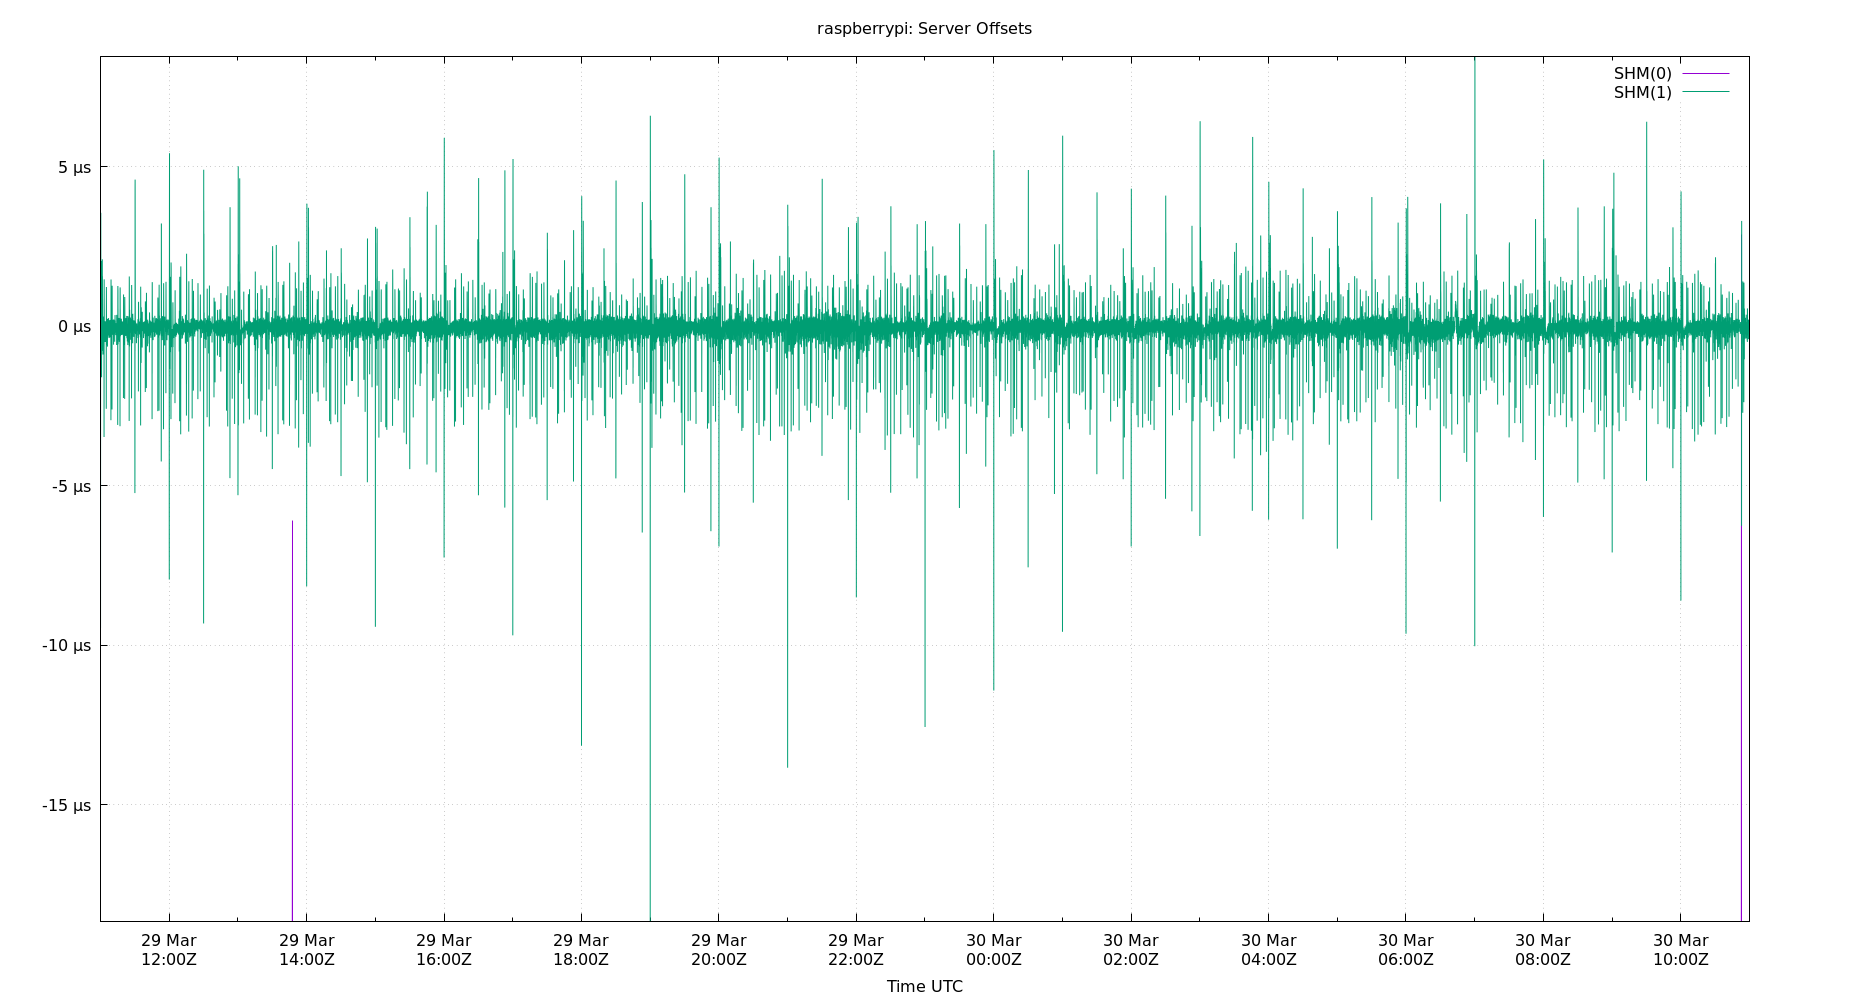 raspberrypi: Server Offsets
SHM(0)
SHM(1)
5 µs
0 µs
-5 µs
-10 µs
-15 µs
29 Mar 29 Mar 29 Mar 29 Mar 29 Mar 29 Mar 30 Mar 30 Mar 30 Mar 30 Mar 30 Mar 30 Mar
12:00Z 14:00Z 16:00Z 18:00Z 20:00Z 22:00Z 00:00Z 02:00Z 04:00Z 06:00Z 08:00Z 10:00Z
Time UTC